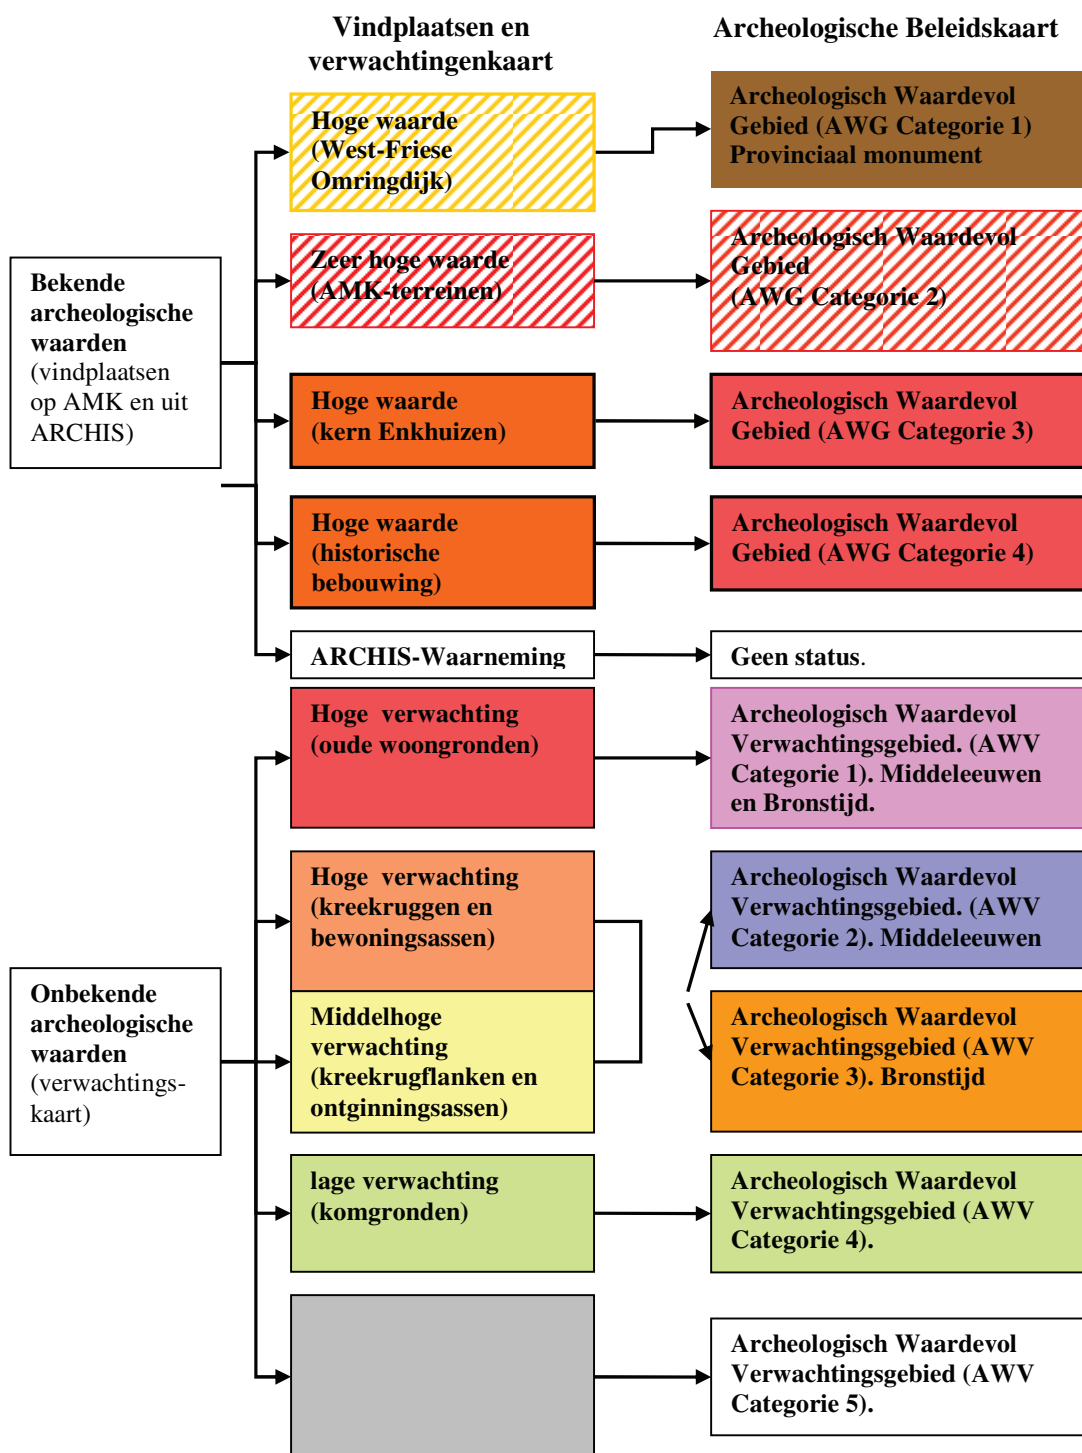 Vindplaatsen en
verwachtingenkaart
Archeologische Beleidskaart
Bekende
archeologische
waarden
(vindplaatsen
op AMK en uit
ARCHIS)
Hoge waarde
(West-Friese
Omringdijk)
Archeologisch Waardevol
Gebied (AWG Categorie 1)
Provinciaal monument
Zeer hoge waarde
(AMK-terreinen)
Archeologisch Waardevol
Gebied
(AWG Categorie 2)
Hoge waarde
(kern Enkhuizen)
Archeologisch Waardevol
Gebied (AWG Categorie 3)
Hoge waarde
(historische
bebouwing)
Archeologisch Waardevol
Gebied (AWG Categorie 4)
ARCHIS-Waarneming
Geen status.
Onbekende
archeologische
waarden
(verwachtings-
kaart)
Hoge verwachting
(oude woongronden)
Archeologisch Waardevol
Verwachtingsgebied. (AWV
Categorie 1). Middeleeuwen
en Bronstijd.
Hoge verwachting
(kreekruggen en
bewoningsassen)
Archeologisch Waardevol
Verwachtingsgebied. (AWV
Categorie 2). Middeleeuwen
Middelhoge
verwachting
(kreekrugflanken en
ontginningsassen)
Archeologisch Waardevol
Verwachtingsgebied (AWV
Categorie 3). Bronstijd
lage verwachting
(komgronden)
Archeologisch Waardevol
Verwachtingsgebied (AWV
Categorie 4).
Archeologisch Waardevol
Verwachtingsgebied (AWV
Categorie 5).